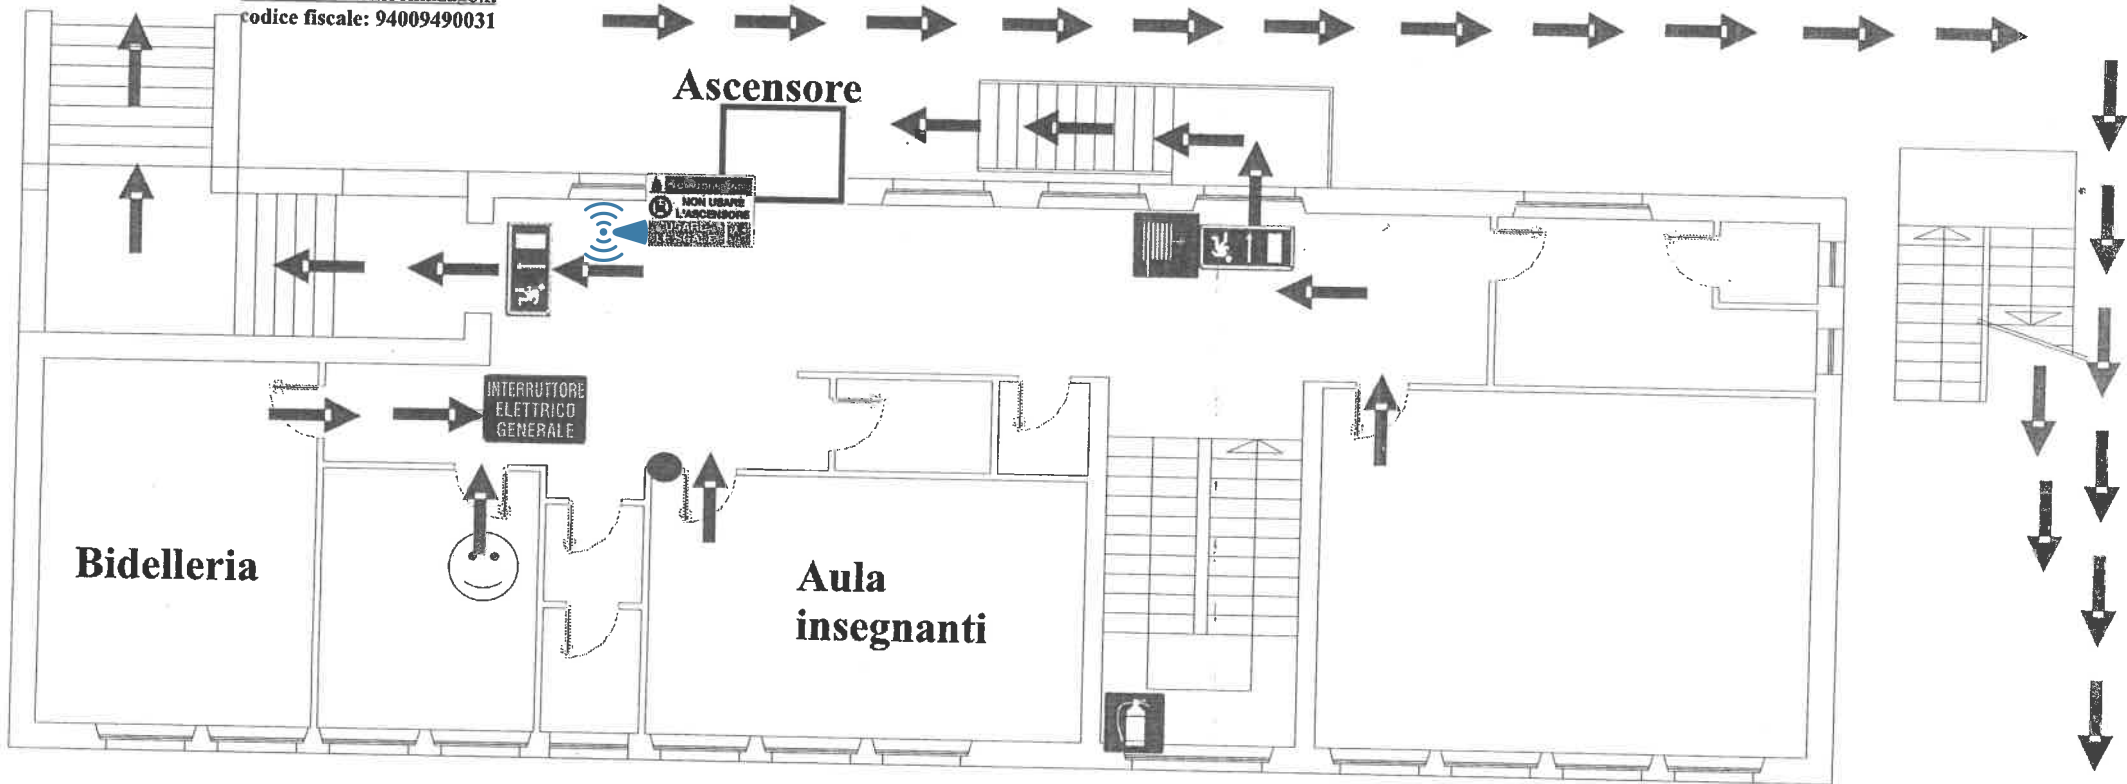 codice fiscale: 94009490031
Ascensore
NON USARE
L'ASCENSORE
INTERRUTTORE
ELETTRICO
GENERALE
Bidelleria
Aula
insegnanti